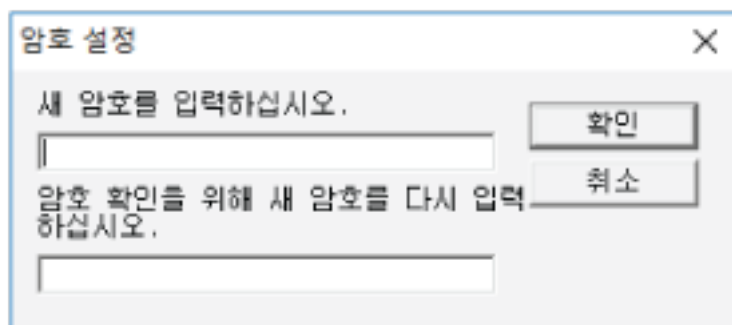 암호 설정
새 암호를 입력하십시오.
확인
암호 확인을 위해 새 암호를 다시 입력
하십시오.
취소